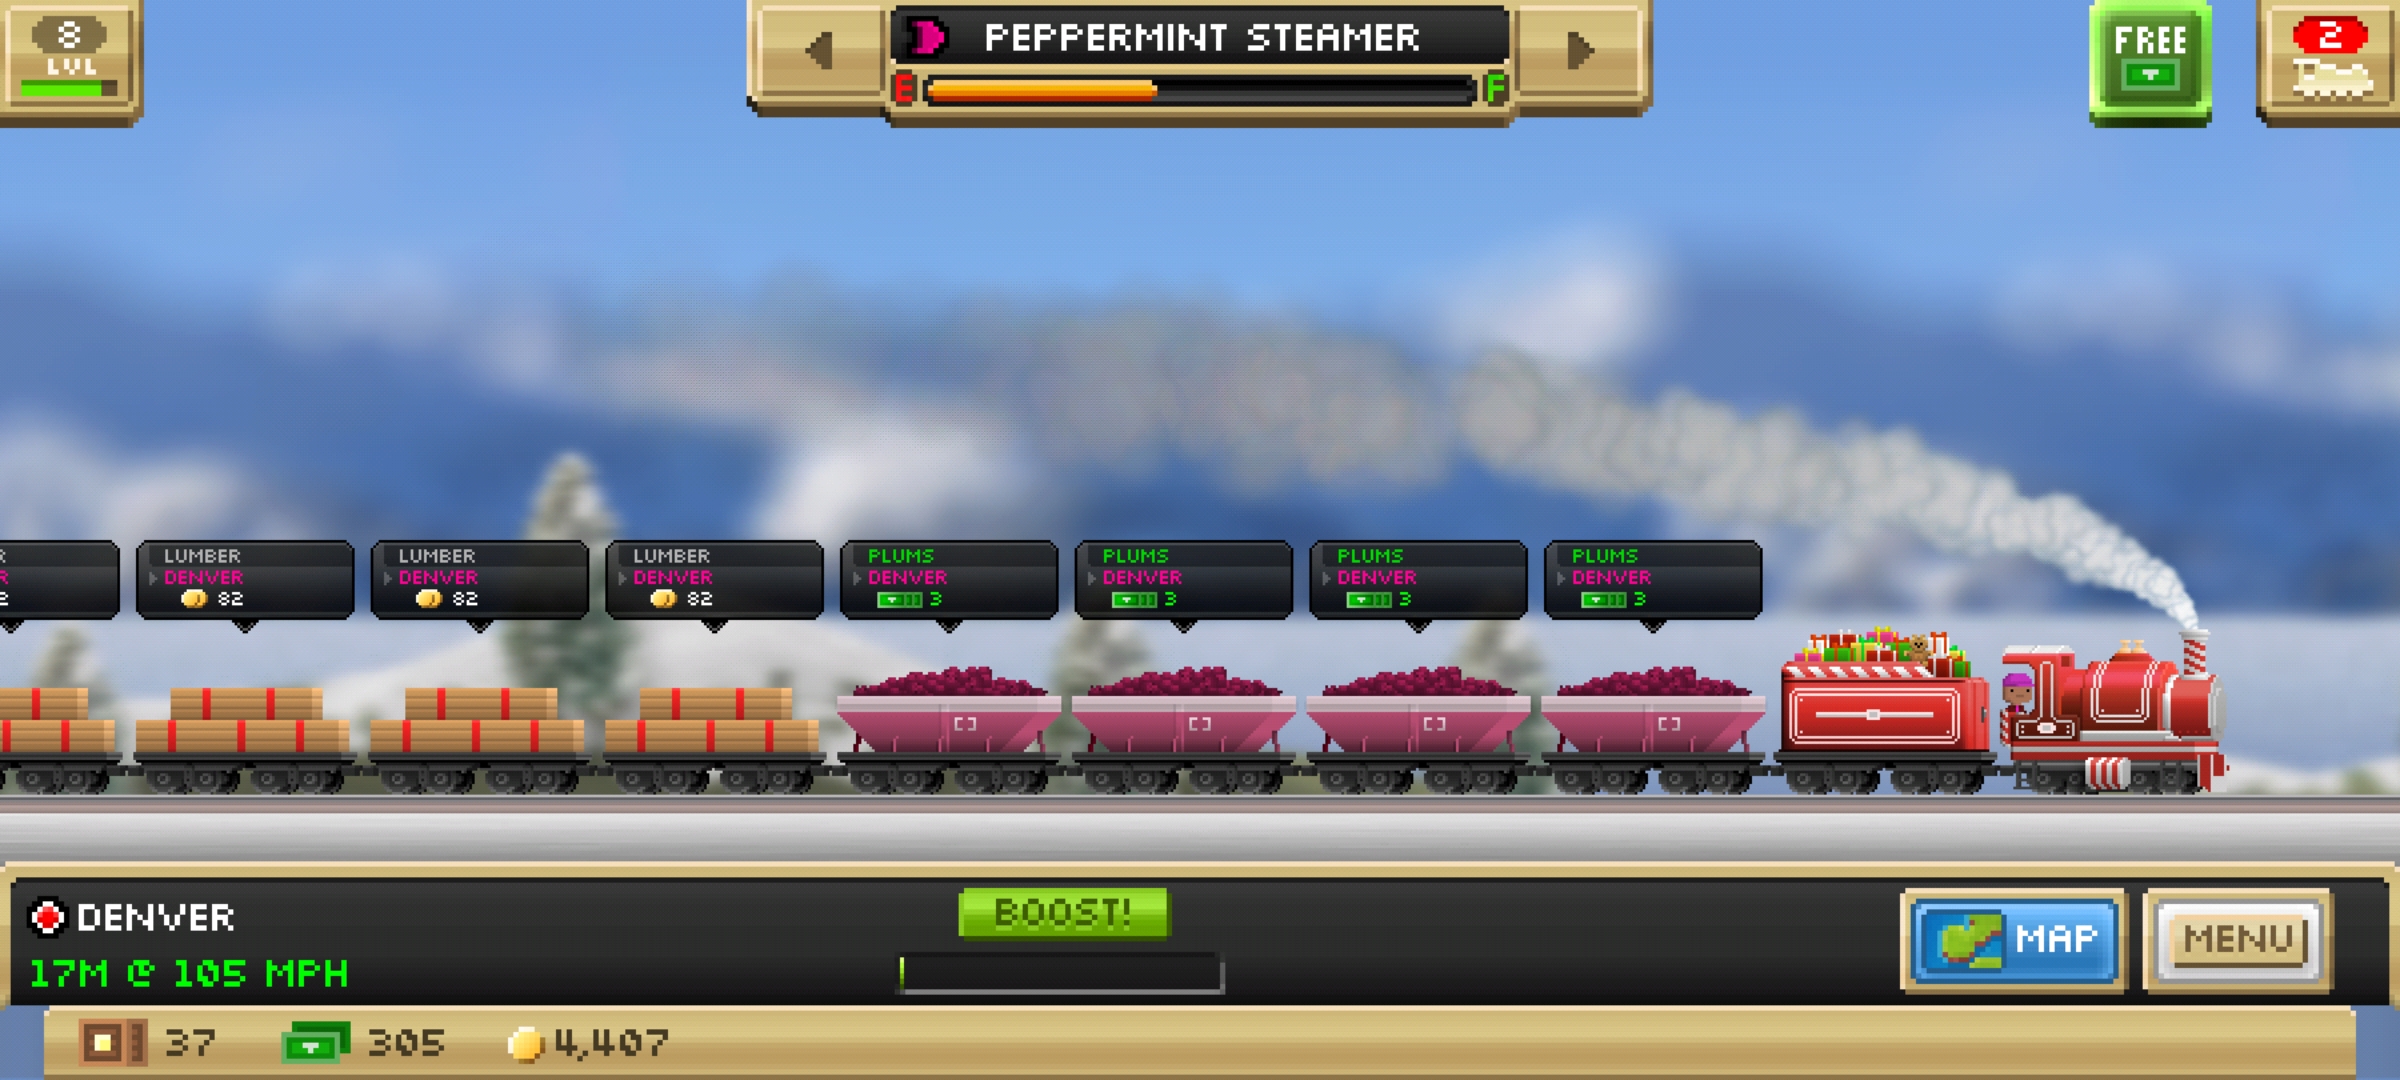 8
LVL
PEPPERMINT STEAMER
E F
FREE
2
LUMBER
DENVER
82
LUMBER
DENVER
82
LUMBER
DENVER
82
PLUMS
DENVER
3
PLUMS
DENVER
3
PLUMS
DENVER
3
PLUMS
DENVER
3
DENVER
17M @ 105 MPH
BOOST!
MAP
MENU
37
305
4,407